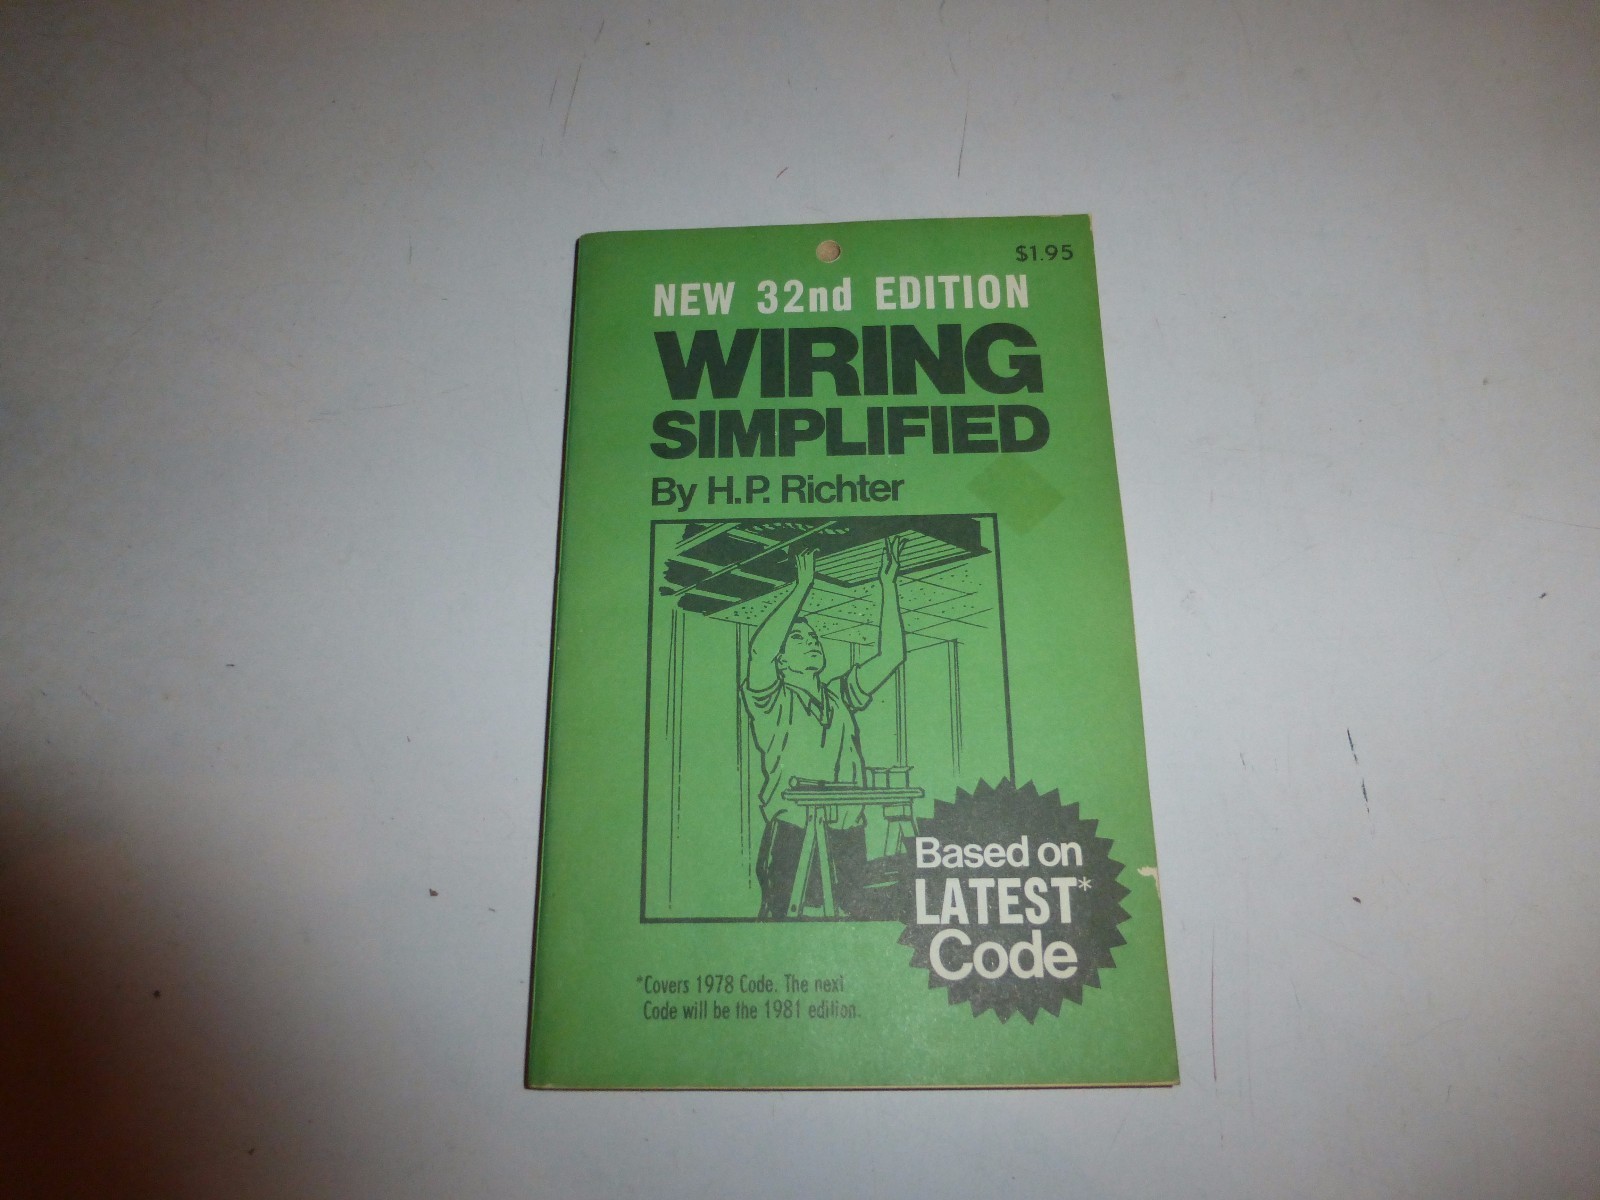 $1.95
NEW 32nd EDITION
WIRING
SIMPLIFIED
By H.P. Richter
Based on
LATEST*
Code
*Covers 1978 Code. The next
Code will be the 1981 edition.